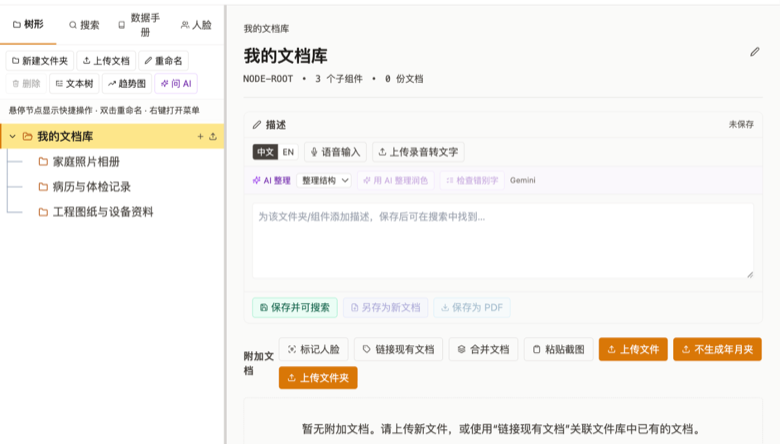 树形
搜索
数据手册
人脸
新建文件夹
上传文档
重命名
删除
文本树
趋势图
问 AI
悬停节点显示快捷操作 · 双击重命名 · 右键打开菜单
我的文档库
家庭照片相册
病历与体检记录
工程图纸与设备资料
我的文档库
我的文档库
NODE-ROOT • 3 个子组件 • 0 份文档
描述
未保存
中文 EN 语音输入 上传录音转文字
AI 整理 整理结构 用 AI 整理润色 检查错别字 Gemini
为该文件夹/组件添加描述，保存后可在搜索中找到...
保存并可搜索 另存为新文档 保存为 PDF
附加文档
标记人脸 链接现有文档 合并文档 粘贴截图 上传文件 不生成年月夹
上传文件夹
暂无附加文档。请上传新文件，或使用“链接现有文档”关联文件库中已有的文档。